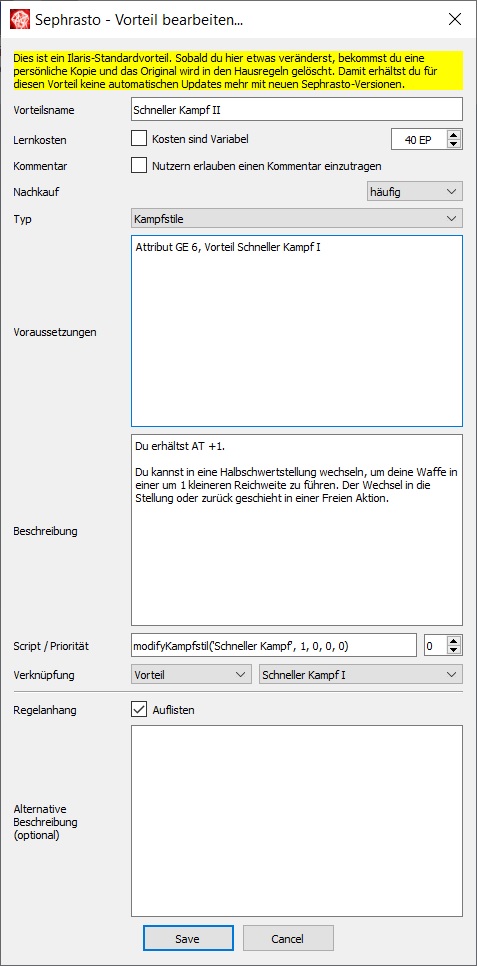 Sephrasto - Vorteil bearbeiten...
Dies ist ein Ilaris-Standardvorteil. Sobald du hier etwas veränderst, bekommst du eine
persönliche Kopie und das Original wird in den Hausregeln gelöscht. Damit erhältst du für
diesen Vorteil keine automatischen Updates mehr mit neuen Sephrasto-Versionen.
Vorteilsname Schneller Kampf II
Lernkosten Kosten sind Variabel 40 EP
Kommentar Nutzern erlauben einen Kommentar einzutragen
Nachkauf häufig
Typ Kampfstile
Voraussetzungen
Attribut GE 6, Vorteil Schneller Kampf I
Beschreibung
Du erhältst AT +1.
Du kannst in eine Halbschwertstellung wechseln, um deine Waffe in
einer um 1 kleineren Reichweite zu führen. Der Wechsel in die
Stellung oder zurück geschieht in einer Freien Aktion.
Script / Priorität modifyKampfstil('Schneller Kampf', 1, 0, 0, 0) 0
Verknüpfung Vorteil Schneller Kampf I
Regelanhang Auflisten
Alternative
Beschreibung
(optional)
Save Cancel